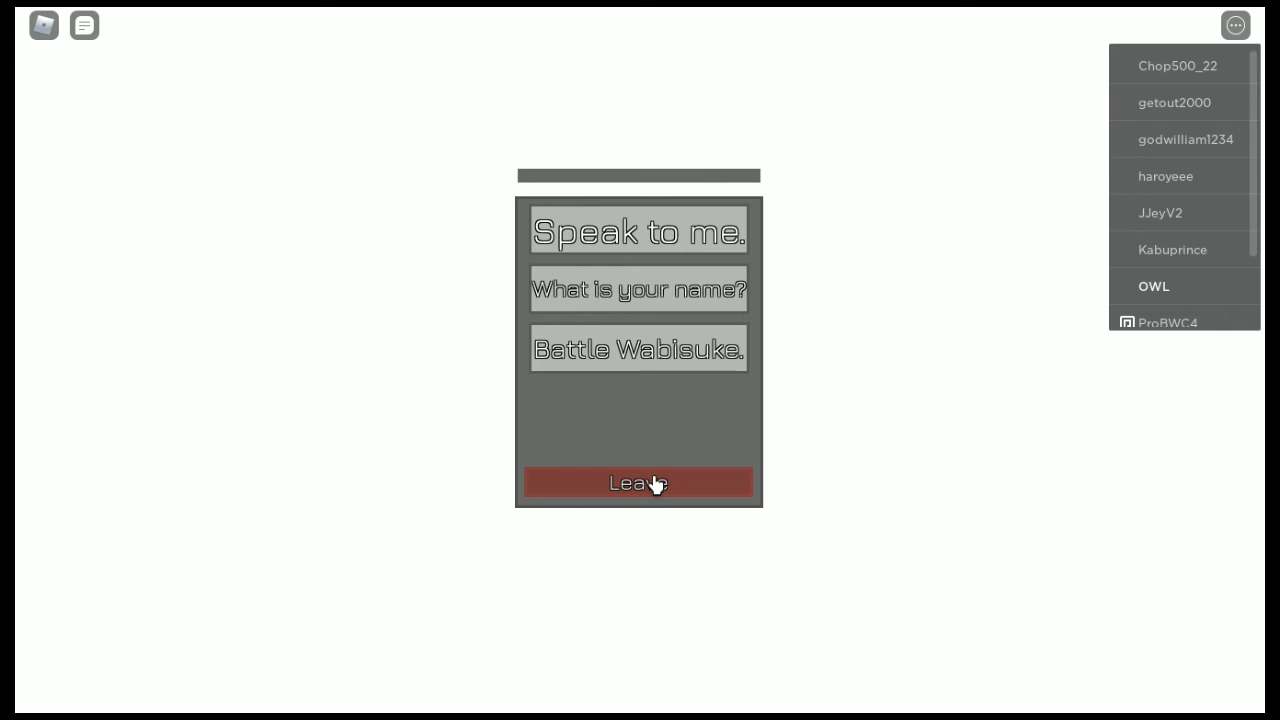 Chop500_22
getout2000
godwilliam1234
haroyeee
JJeyV2
Kabuprince
OWL
ProBWC4
Speak to me.
What is your name?
Battle Wabisuke.
Leave